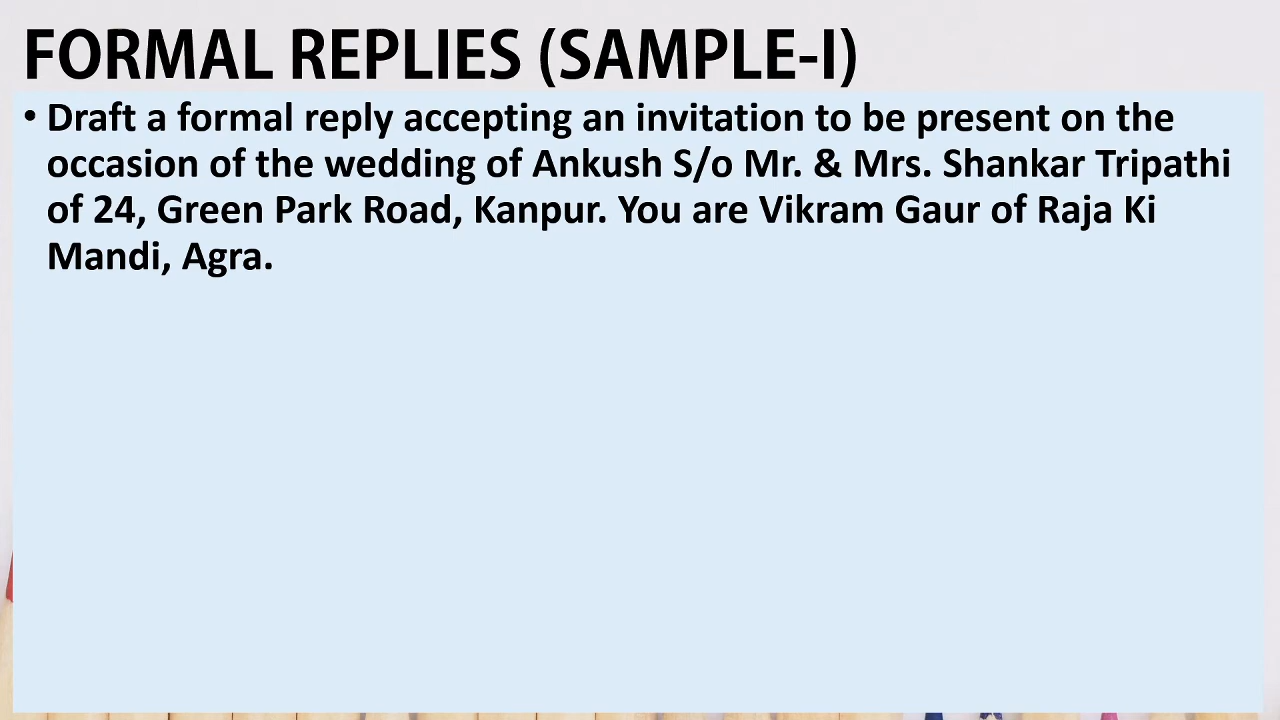 FORMAL REPLIES (SAMPLE-I)
• Draft a formal reply accepting an invitation to be present on the
occasion of the wedding of Ankush S/o Mr. & Mrs. Shankar Tripathi
of 24, Green Park Road, Kanpur. You are Vikram Gaur of Raja Ki
Mandi, Agra.